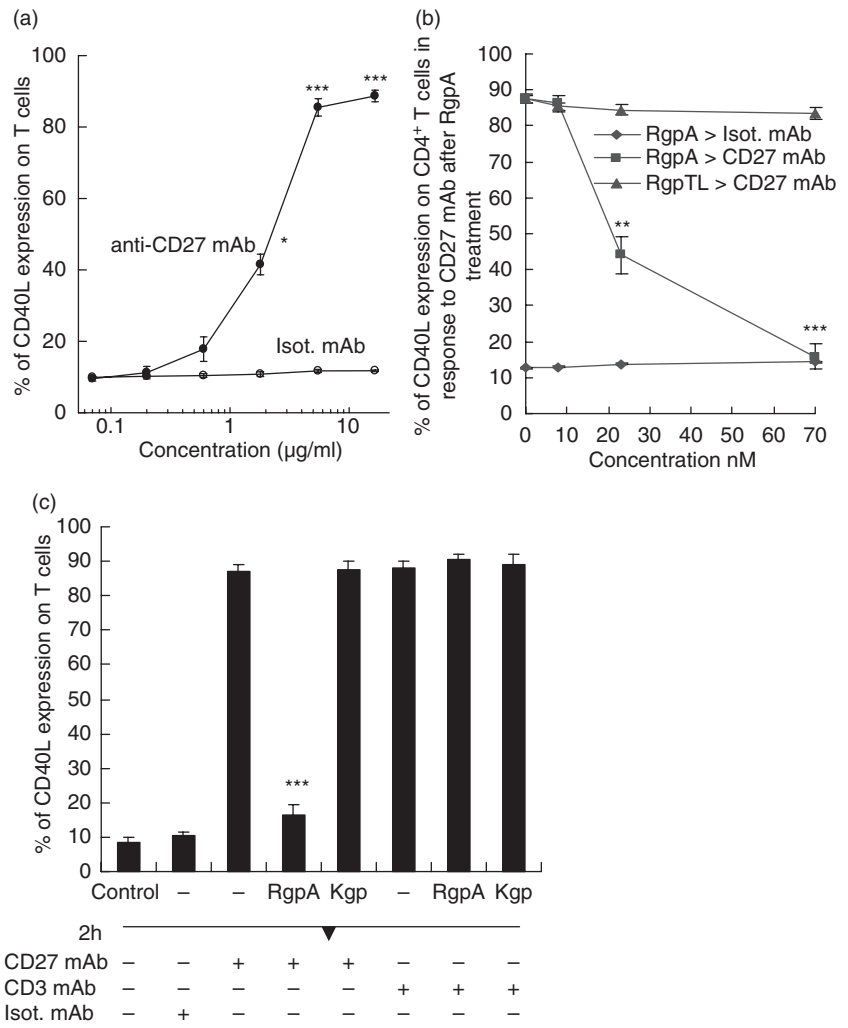 (a)
% of CD40L expression on T cells
100
80
60
40
20
0
***
***
anti-CD27 mAb
*
Isot. mAb
0.1 1 10
Concentration (µg/ml)
(b)
% of CD40L expression on CD4⁺ T cells in
response to CD27 mAb after RgpA
treatment
100
90
80
70
60
50
40
30
20
10
0
RgpA > Isot. mAb
RgpA > CD27 mAb
RgpTL > CD27 mAb
**
***
0 10 20 30 40 50 60 70
Concentration nM
(c)
% of CD40L expression on T cells
100
90
80
70
60
50
40
30
20
10
0
***
Control – – RgpA Kgp – RgpA Kgp
2h
CD27 mAb – – + + + – – –
CD3 mAb – – – – – + + +
Isot. mAb – + – – – – – –